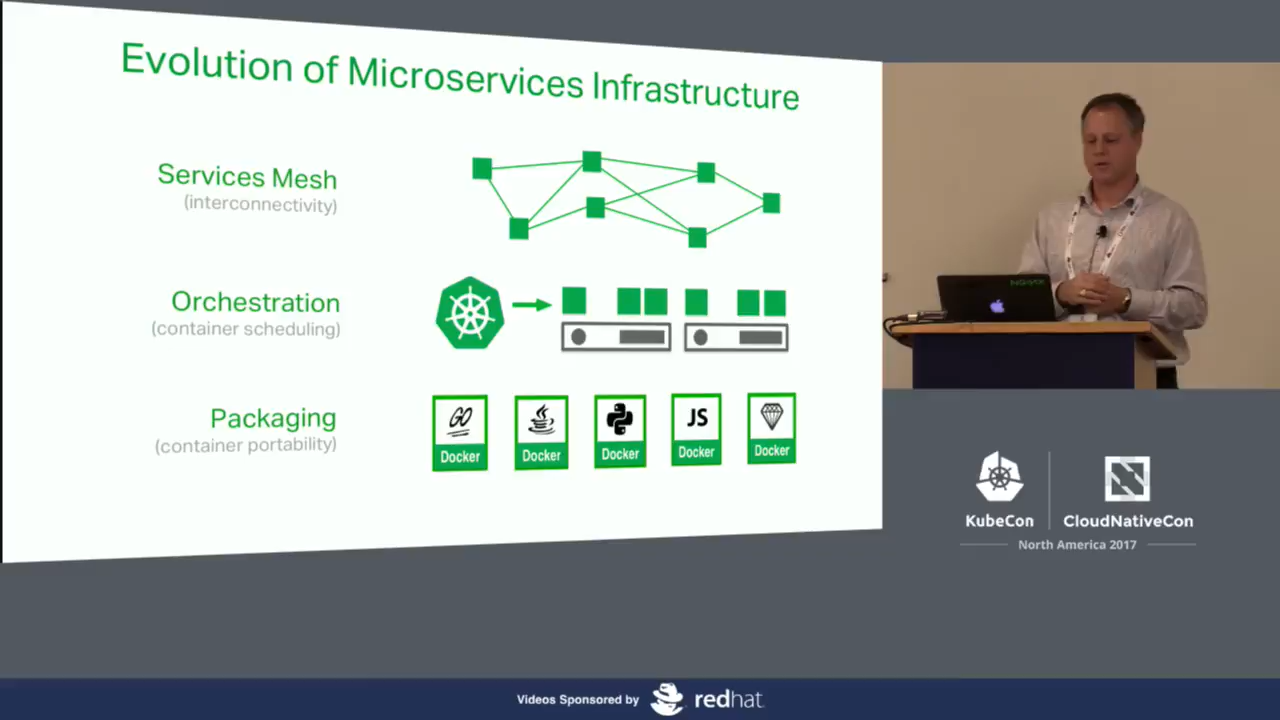 Evolution of Microservices Infrastructure
Services Mesh
(interconnectivity)
Orchestration
(container scheduling)
Packaging
(container portability)
GO
Docker
Docker
Docker
JS
Docker
Docker
NGINX
KubeCon
CloudNativeCon
North America 2017
Videos Sponsored by
redhat